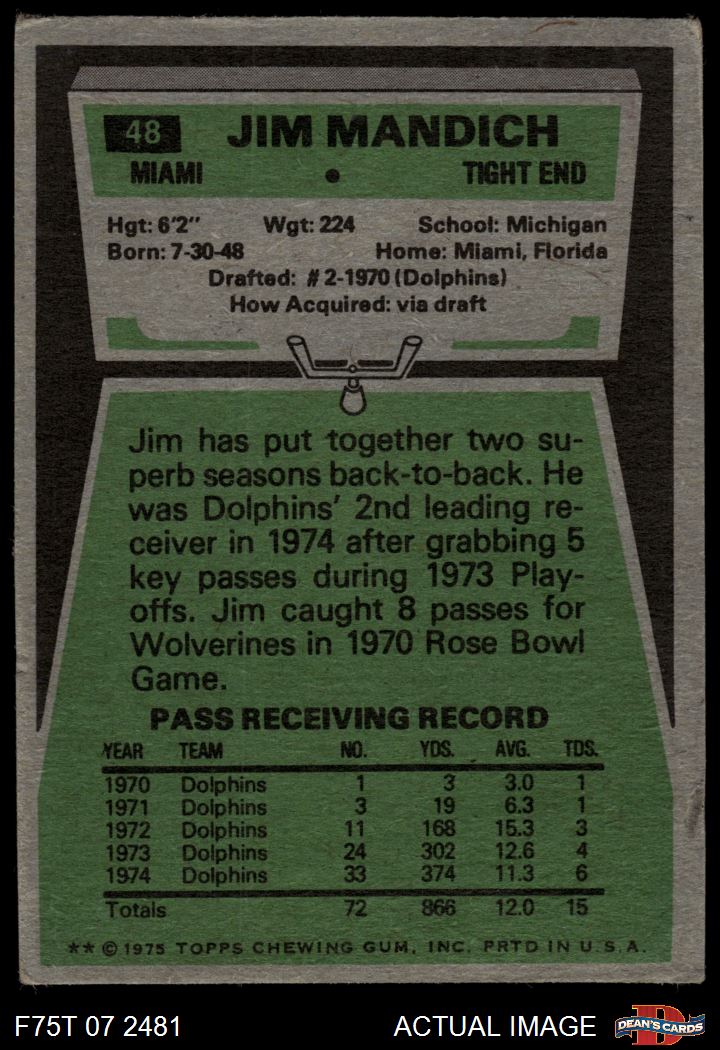 48 JIM MANDICH
MIAMI • TIGHT END
Hgt: 6'2" Wgt: 224 School: Michigan
Born: 7-30-48 Home: Miami, Florida
Drafted: #2-1970 (Dolphins)
How Acquired: via draft
Jim has put together two su-
perb seasons back-to-back. He
was Dolphins' 2nd leading re-
ceiver in 1974 after grabbing 5
key passes during 1973 Play-
offs. Jim caught 8 passes for
Wolverines in 1970 Rose Bowl
Game.
PASS RECEIVING RECORD
YEAR TEAM NO. YDS. AVG. TDS.
1970 Dolphins 1 3 3.0 1
1971 Dolphins 3 19 6.3 1
1972 Dolphins 11 168 15.3 3
1973 Dolphins 24 302 12.6 4
1974 Dolphins 33 374 11.3 6
Totals 72 866 12.0 15
** © 1975 TOPPS CHEWING GUM, INC. PRTD IN U.S.A.
F75T 07 2481 ACTUAL IMAGE D DEAN'S CARDS